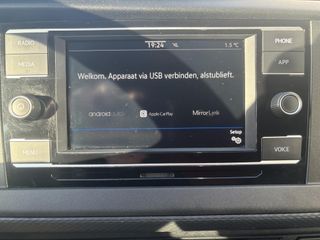 RADIO
19:24
1.5 °C
PHONE
MEDIA
APP
Welkom. Apparaat via USB verbinden, alstublieft.
androidauto
Apple CarPlay
MirrorLink
Setup
MENU
VOICE